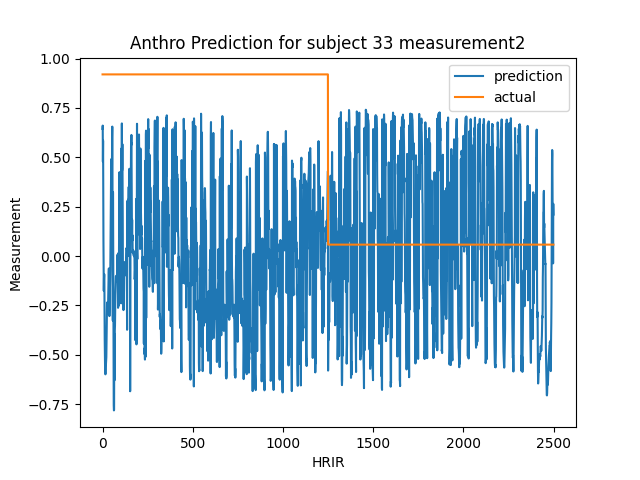 Anthro Prediction for subject 33 measurement2
prediction
actual
Measurement
1.00
0.75
0.50
0.25
0.00
−0.25
−0.50
−0.75
0
500
1000
1500
2000
2500
HRIR